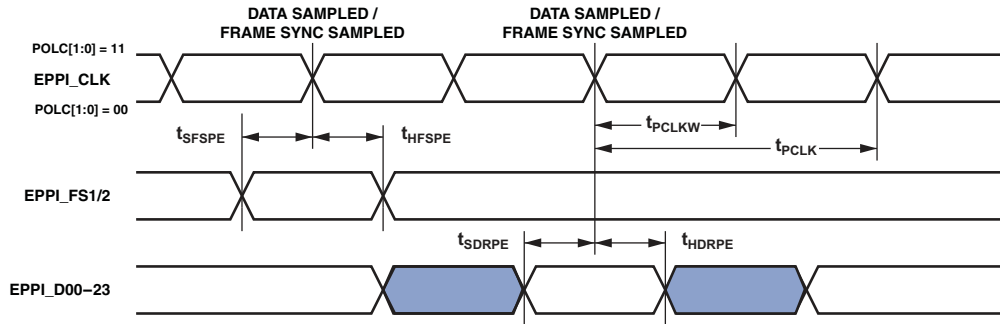 DATA SAMPLED /
FRAME SYNC SAMPLED
DATA SAMPLED /
FRAME SYNC SAMPLED
POLC[1:0] = 11
EPPI_CLK
POLC[1:0] = 00
tSFSPE
tHFSPE
tPCLKW
tPCLK
EPPI_FS1/2
tSDRPE
tHDRPE
EPPI_D00–23